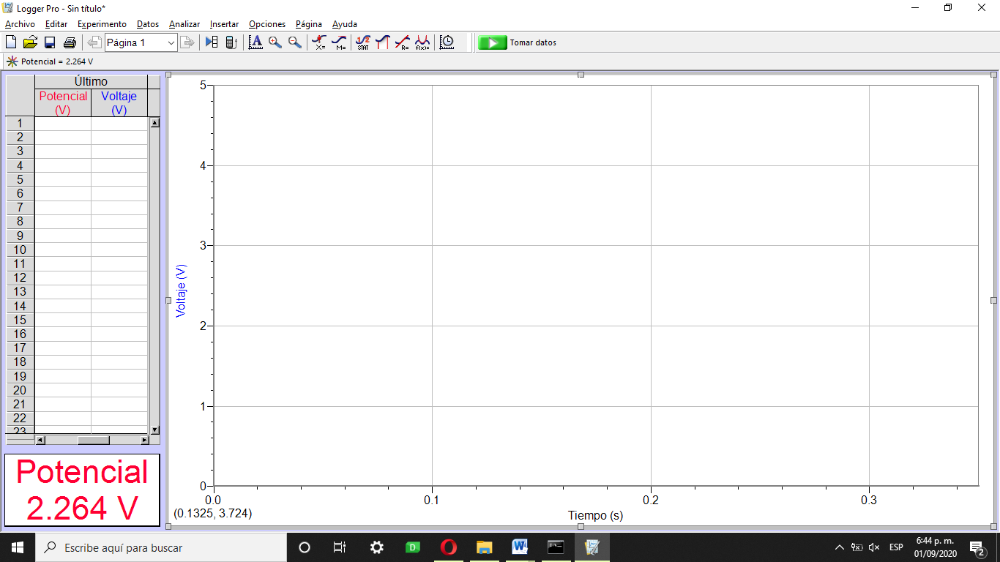 Logger Pro - Sin título*
Archivo Editar Experimento Datos Analizar Insertar Opciones Página Ayuda
Página 1
X= M= STAT R= f(x)=
Tomar datos
Potencial = 2.264 V
Último
Potencial (V)
Voltaje (V)
1
2
3
4
5
6
7
8
9
10
11
12
13
14
15
16
17
18
19
20
21
22
23
Potencial
2.264 V
Voltaje (V)
5
4
3
2
1
0
0.0 0.1 0.2 0.3
(0.1325, 3.724)
Tiempo (s)
Escribe aquí para buscar
D
W
ESP
6:44 p. m.
01/09/2020
2